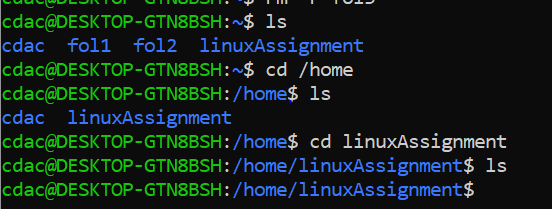 cdac@DESKTOP-GTN8BSH:~$ ls
cdac fol1 fol2 linuxAssignment
cdac@DESKTOP-GTN8BSH:~$ cd /home
cdac@DESKTOP-GTN8BSH:/home$ ls
cdac linuxAssignment
cdac@DESKTOP-GTN8BSH:/home$ cd linuxAssignment
cdac@DESKTOP-GTN8BSH:/home/linuxAssignment$ ls
cdac@DESKTOP-GTN8BSH:/home/linuxAssignment$